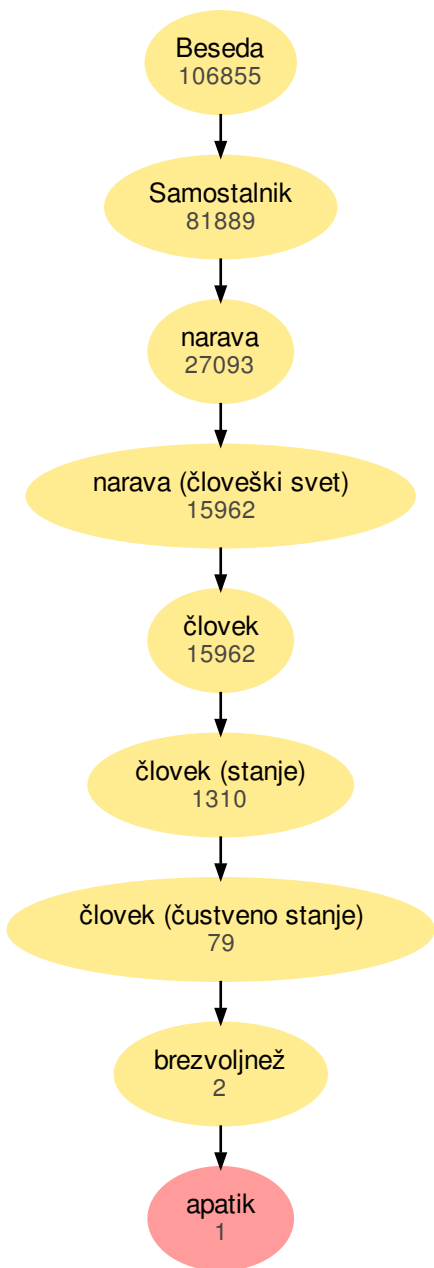 Beseda
106855
Samostalnik
81889
narava
27093
narava (človeški svet)
15962
človek
15962
človek (stanje)
1310
človek (čustveno stanje)
79
brezvoljnež
2
apatik
1